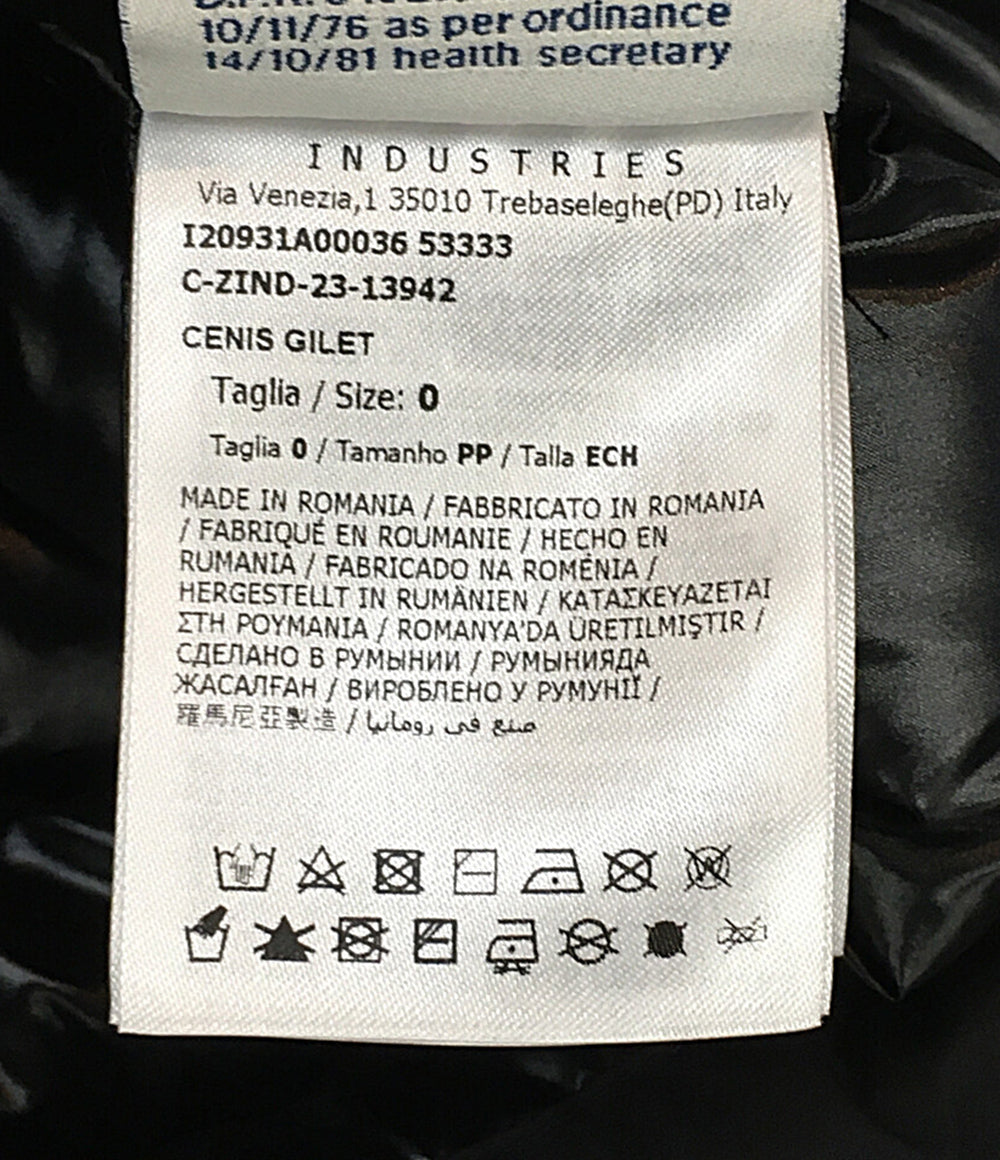 10/11/76 as per ordinance
14/10/81 health secretary
INDUSTRIES
Via Venezia,1 35010 Trebaseleghe(PD) Italy
I20931A00036 53333
C-ZIND-23-13942
CENIS GILET
Taglia / Size: 0
Taglia 0 / Tamanho PP / Talla ECH
MADE IN ROMANIA / FABBRICATO IN ROMANIA
/ FABRIQUÉ EN ROUMANIE / HECHO EN
RUMANIA / FABRICADO NA ROMÉNIA /
HERGESTELLT IN RUMÄNIEN / ΚΑΤΑΣΚΕΥΑΖΕΤΑΙ
ΣΤΗ ΡΟΥΜΑΝΙΑ / ROMANYA'DA ÜRETILMIŞTIR /
СДЕЛАНО В РУМЫНИИ / РУМЫНИЯДА
ЖАСАЛҒАН / ВИРОБЛЕНО У РУМУНІЇ /
羅馬尼亞製造 / صنع في رومانيا
W